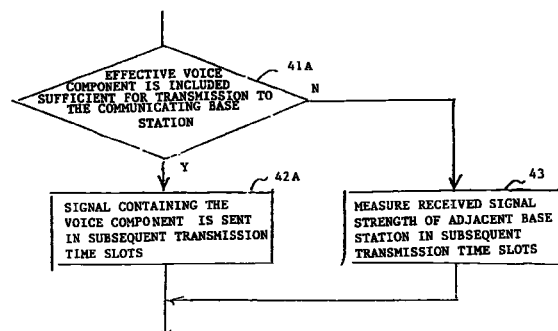 41A
EFFECTIVE VOICE
COMPONENT IS INCLUDED
SUFFICIENT FOR TRANSMISSION TO
THE COMMUNICATING BASE
STATION
N
Y
42A
SIGNAL CONTAINING THE
VOICE COMPONENT IS SENT
IN SUBSEQUENT TRANSMISSION
TIME SLOTS
43
MEASURE RECEIVED SIGNAL
STRENGTH OF ADJACENT BASE
STATION IN SUBSEQUENT
TRANSMISSION TIME SLOTS